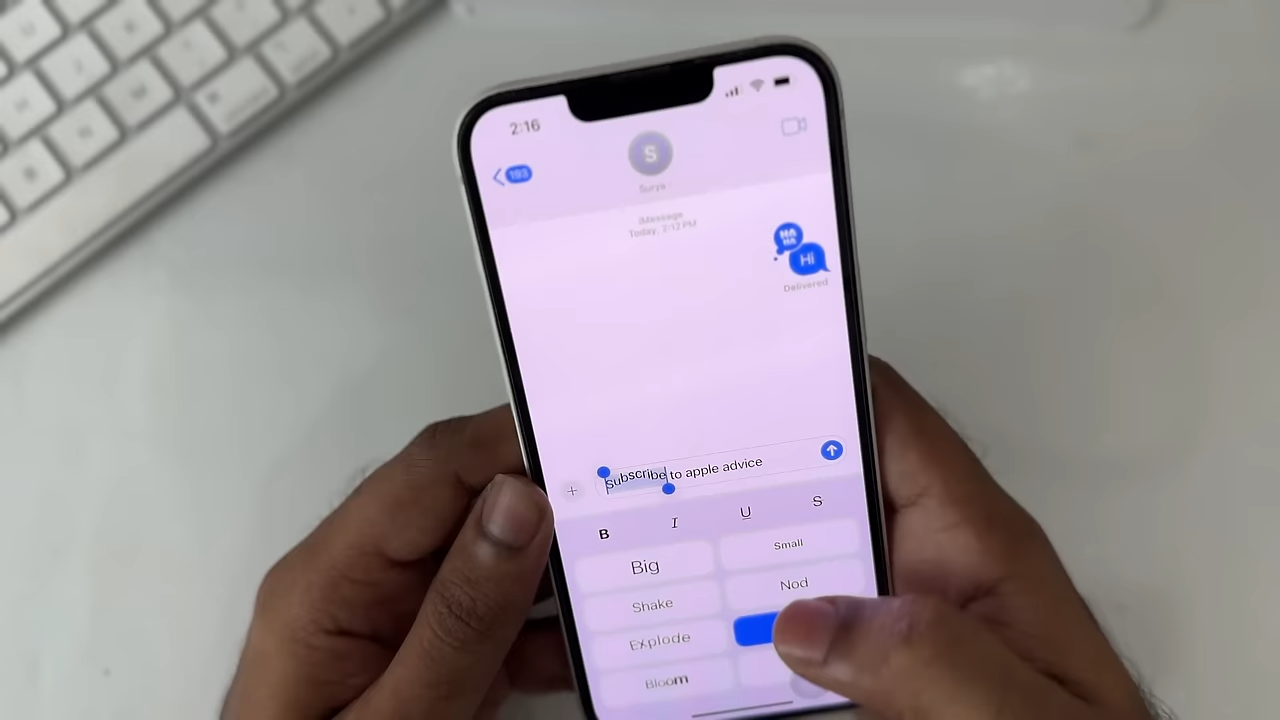 2:16
193
S
Surya
iMessage
Today, 2:12 PM
HA
HA
Hi
Delivered
Subscribe to apple advice
B I U S
Big
Small
Shake
Nod
Explode
Bloom